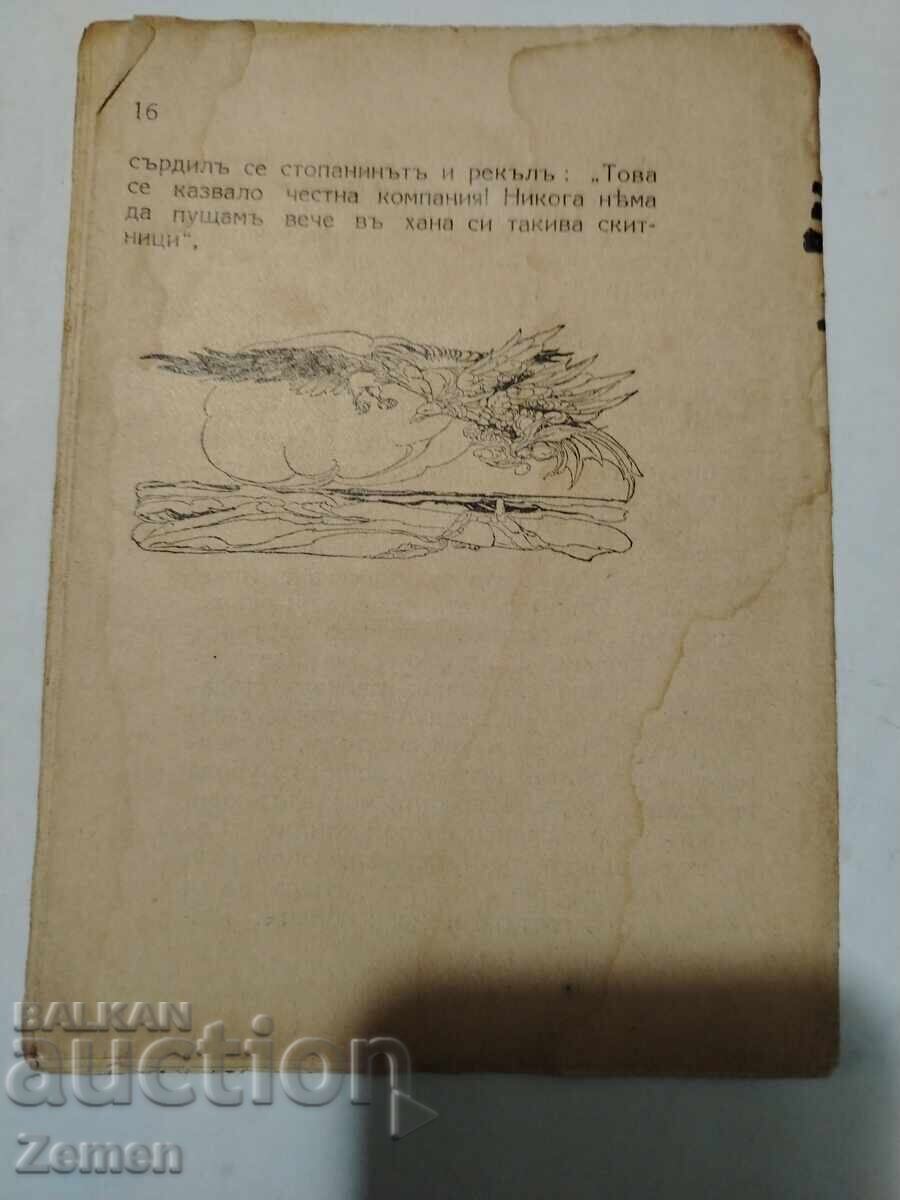 16
сърдилъ се стопанинътъ и рекълъ: „Това
се казвало честна компания! Никога нѣма
да пущамъ вече въ хана си такива скит-
ници“,
BALKAN
auction
Zemen